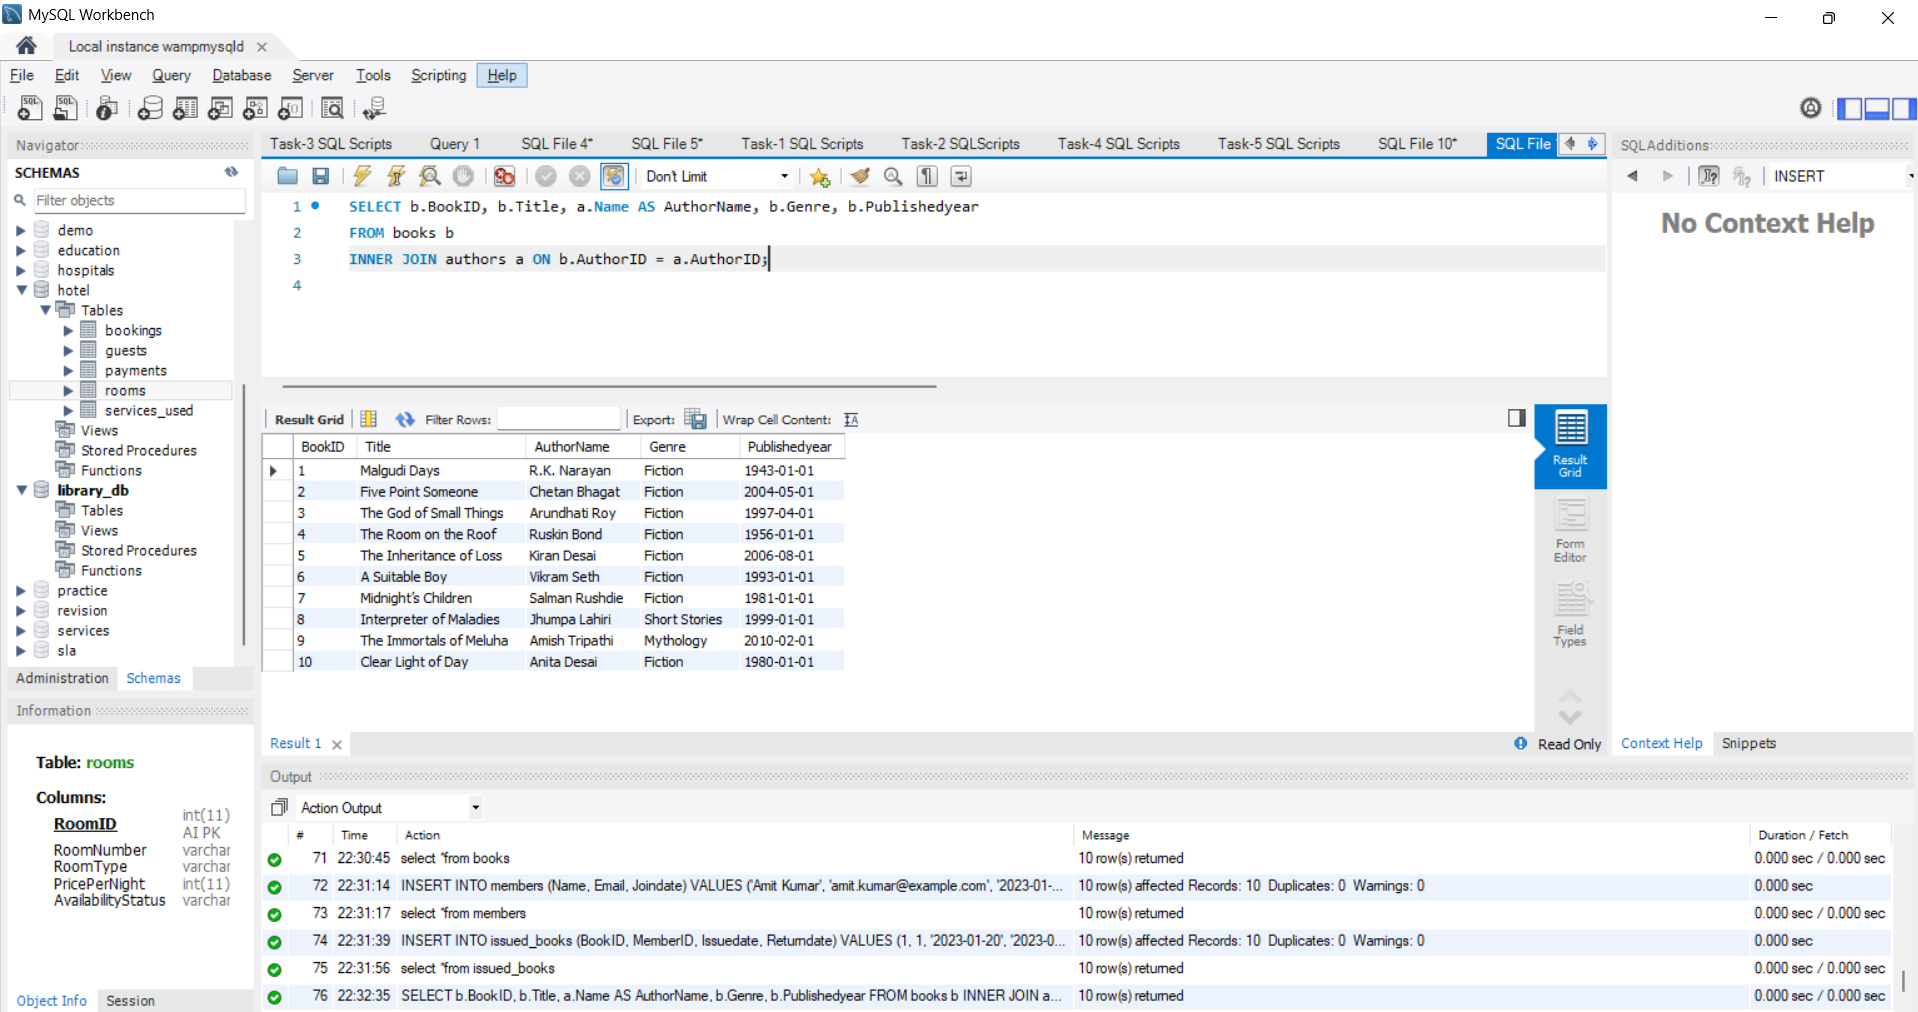 MySQL Workbench
Local instance wampmysqld
File Edit View Query Database Server Tools Scripting Help
Navigator
SCHEMAS
Filter objects
demo
education
hospitals
hotel
Tables
bookings
guests
payments
rooms
services_used
Views
Stored Procedures
Functions
library_db
Tables
Views
Stored Procedures
Functions
practice
revision
services
sla
Administration Schemas
Information
Table: rooms
Columns:
RoomID int(11) AI PK
RoomNumber varchar
RoomType varchar
PricePerNight int(11)
AvailabilityStatus varchar
Object Info Session
Task-3 SQL Scripts Query 1 SQL File 4* SQL File 5* Task-1 SQL Scripts Task-2 SQLScripts Task-4 SQL Scripts Task-5 SQL Scripts SQL File 10* SQL File
Don't Limit
1 SELECT b.BookID, b.Title, a.Name AS AuthorName, b.Genre, b.Publishedyear
2 FROM books b
3 INNER JOIN authors a ON b.AuthorID = a.AuthorID;
4
Result Grid Filter Rows: Export: Wrap Cell Content:
BookID Title AuthorName Genre Publishedyear
1 Malgudi Days R.K. Narayan Fiction 1943-01-01
2 Five Point Someone Chetan Bhagat Fiction 2004-05-01
3 The God of Small Things Arundhati Roy Fiction 1997-04-01
4 The Room on the Roof Ruskin Bond Fiction 1956-01-01
5 The Inheritance of Loss Kiran Desai Fiction 2006-08-01
6 A Suitable Boy Vikram Seth Fiction 1993-01-01
7 Midnight's Children Salman Rushdie Fiction 1981-01-01
8 Interpreter of Maladies Jhumpa Lahiri Short Stories 1999-01-01
9 The Immortals of Meluha Amish Tripathi Mythology 2010-02-01
10 Clear Light of Day Anita Desai Fiction 1980-01-01
Result Grid
Form Editor
Field Types
Result 1
Read Only
SQLAdditions
INSERT
No Context Help
Context Help Snippets
Output
Action Output
# Time Action Message Duration / Fetch
71 22:30:45 select *from books 10 row(s) returned 0.000 sec / 0.000 sec
72 22:31:14 INSERT INTO members (Name, Email, Joindate) VALUES ('Amit Kumar', 'amit.kumar@example.com', '2023-01-... 10 row(s) affected Records: 10 Duplicates: 0 Warnings: 0 0.000 sec
73 22:31:17 select *from members 10 row(s) returned 0.000 sec / 0.000 sec
74 22:31:39 INSERT INTO issued_books (BookID, MemberID, Issuedate, Returndate) VALUES (1, 1, '2023-01-20', '2023-0... 10 row(s) affected Records: 10 Duplicates: 0 Warnings: 0 0.000 sec
75 22:31:56 select *from issued_books 10 row(s) returned 0.000 sec / 0.000 sec
76 22:32:35 SELECT b.BookID, b.Title, a.Name AS AuthorName, b.Genre, b.Publishedyear FROM books b INNER JOIN a... 10 row(s) returned 0.000 sec / 0.000 sec